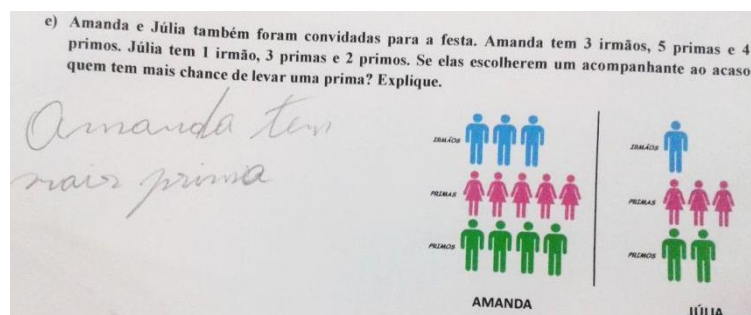 e) Amanda e Júlia também foram convidadas para a festa. Amanda tem 3 irmãos, 5 primas e 4
primos. Júlia tem 1 irmão, 3 primas e 2 primos. Se elas escolherem um acompanhante ao acaso
quem tem mais chance de levar uma prima? Explique.
Amanda tem
mais prima
IRMÃOS
PRIMAS
PRIMOS
AMANDA
IRMÃOS
PRIMAS
PRIMOS
JÚLIA